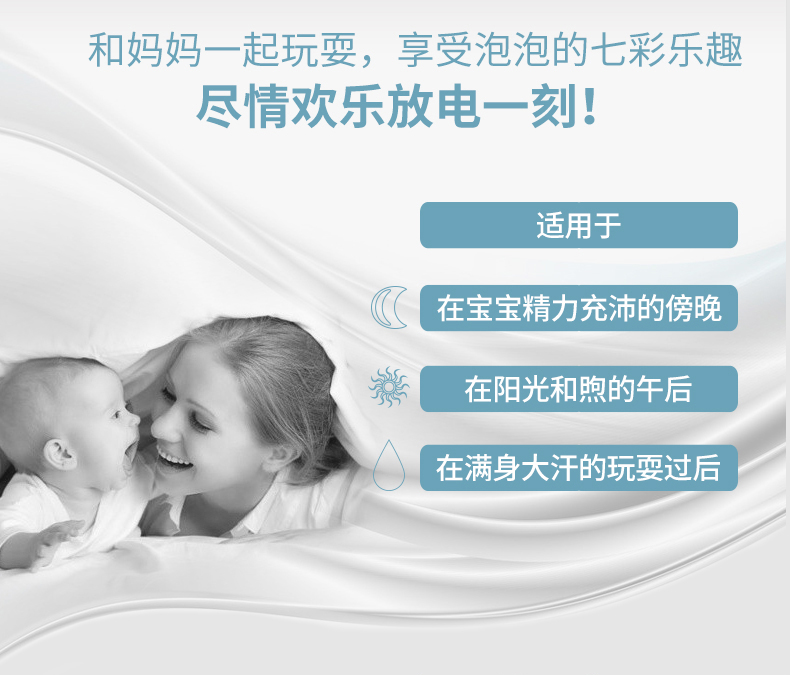 和妈妈一起玩耍，享受泡泡的七彩乐趣
尽情欢乐放电一刻！
适用于
在宝宝精力充沛的傍晚
在阳光和煦的午后
在满身大汗的玩耍过后